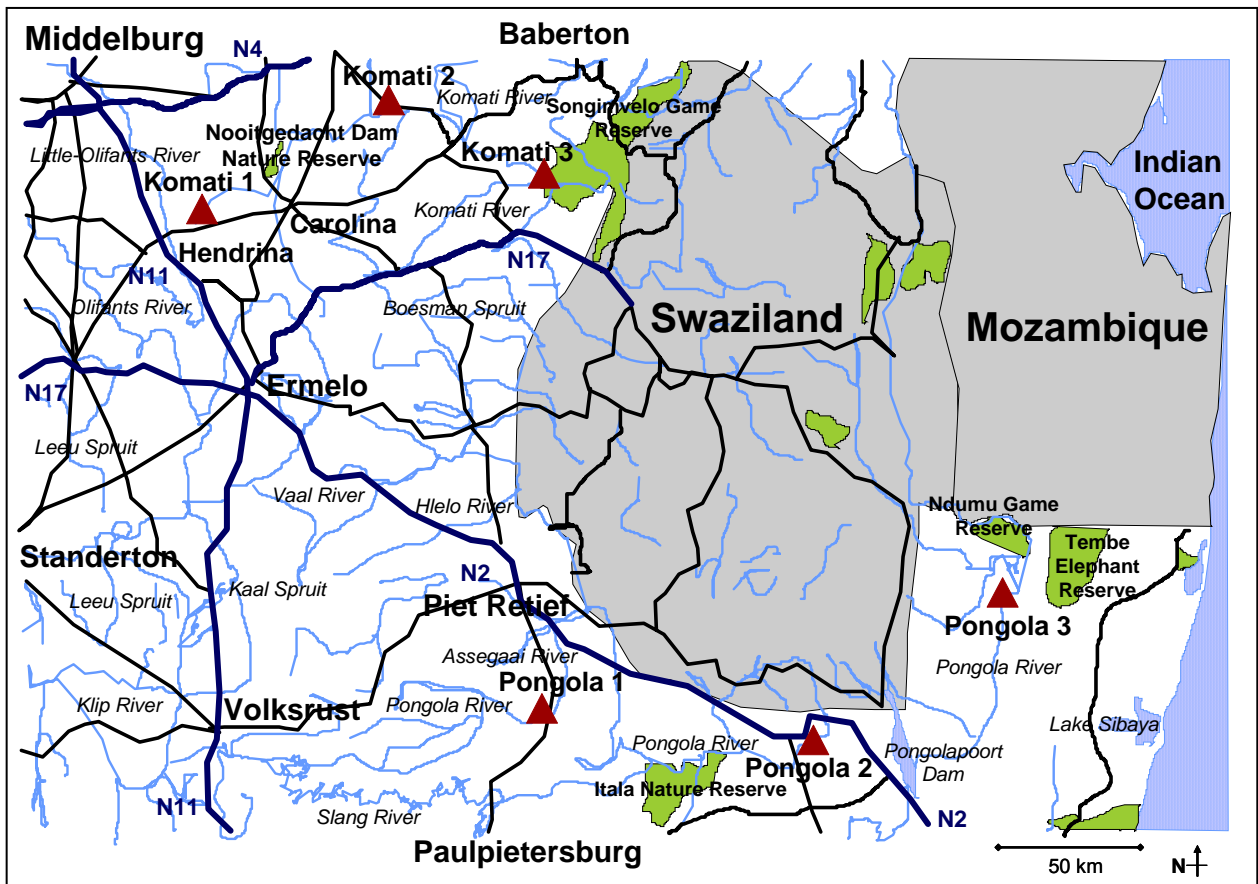 Middelburg
N4
Baberton
Komati 2
Komati River
Songimvelo Game
Reserve
Nooitgedacht Dam
Nature Reserve
Little-Olifants River
Komati 3
Komati 1
Indian
Ocean
Komati River
Carolina
Hendrina
N11
N17
Olifants River
Boesman Spruit
Swaziland
Mozambique
N17
Ermelo
Leeu Spruit
Vaal River
Hlelo River
Ndumu Game
Reserve
Tembe
Elephant
Reserve
Standerton
N2
Kaal Spruit
Leeu Spruit
Piet Retief
Pongola 3
Assegaai River
Pongola River
Pongola 1
Klip River
Volksrust
Pongola River
Lake Sibaya
Pongola River
Pongola 2
Pongolapoort
Dam
Itala Nature Reserve
N11
Slang River
N2
Paulpietersburg
50 km
N